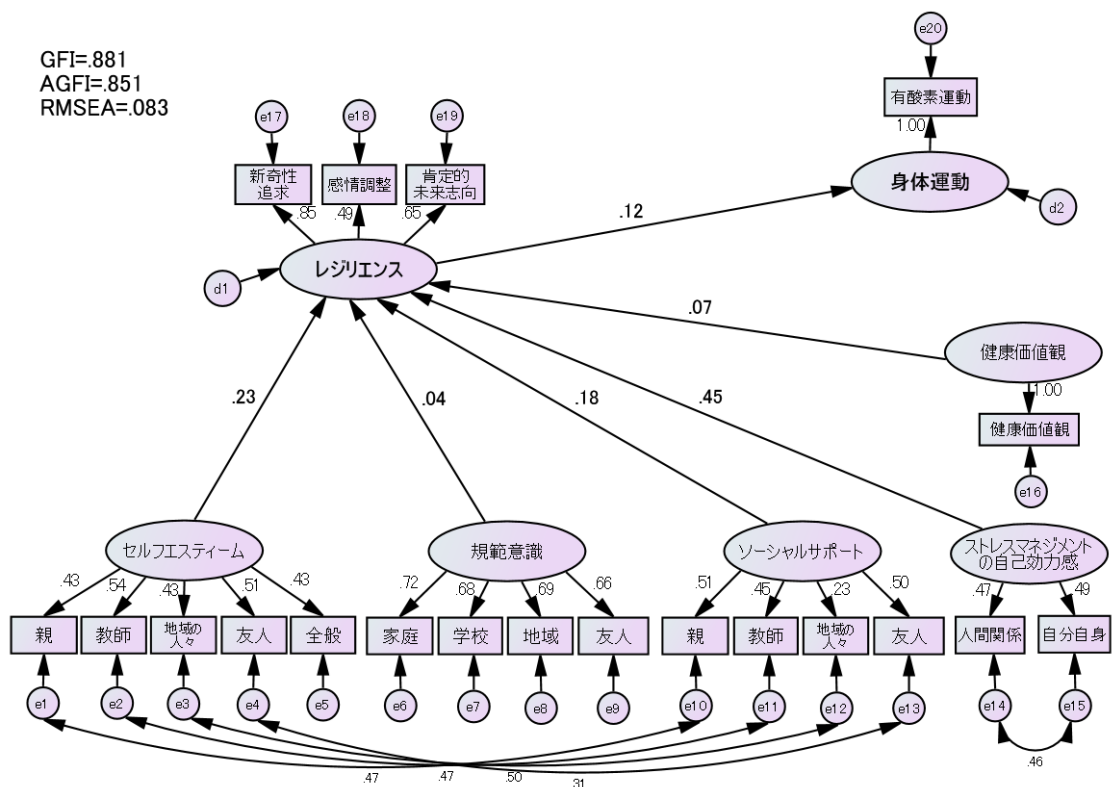 GFI=.881
AGFI=.851
RMSEA=.083
e20
有酸素運動
1.00
身体運動
d2
e17
e18
e19
新奇性
追求
感情調整
肯定的
未来志向
.85
.49
.65
レジリエンス
d1
.12
.07
健康価値観
1.00
健康価値観
e16
.23
.04
.18
.45
セルフエスティーム
規範意識
ソーシャルサポート
ストレスマネジメント
の自己効力感
.43
.54
.43
.51
.43
.72
.68
.69
.66
.51
.45
.23
.50
.47
.49
親
教師
地域の
人々
友人
全般
家庭
学校
地域
友人
親
教師
地域の
人々
友人
人間関係
自分自身
e1
e2
e3
e4
e5
e6
e7
e8
e9
e10
e11
e12
e13
e14
e15
.47
.47
.50
.31
.46